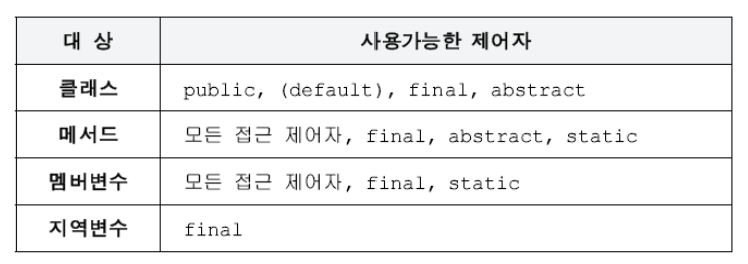 대 상 사용가능한 제어자
클래스 public, (default), final, abstract
메서드 모든 접근 제어자, final, abstract, static
멤버변수 모든 접근 제어자, final, static
지역변수 final